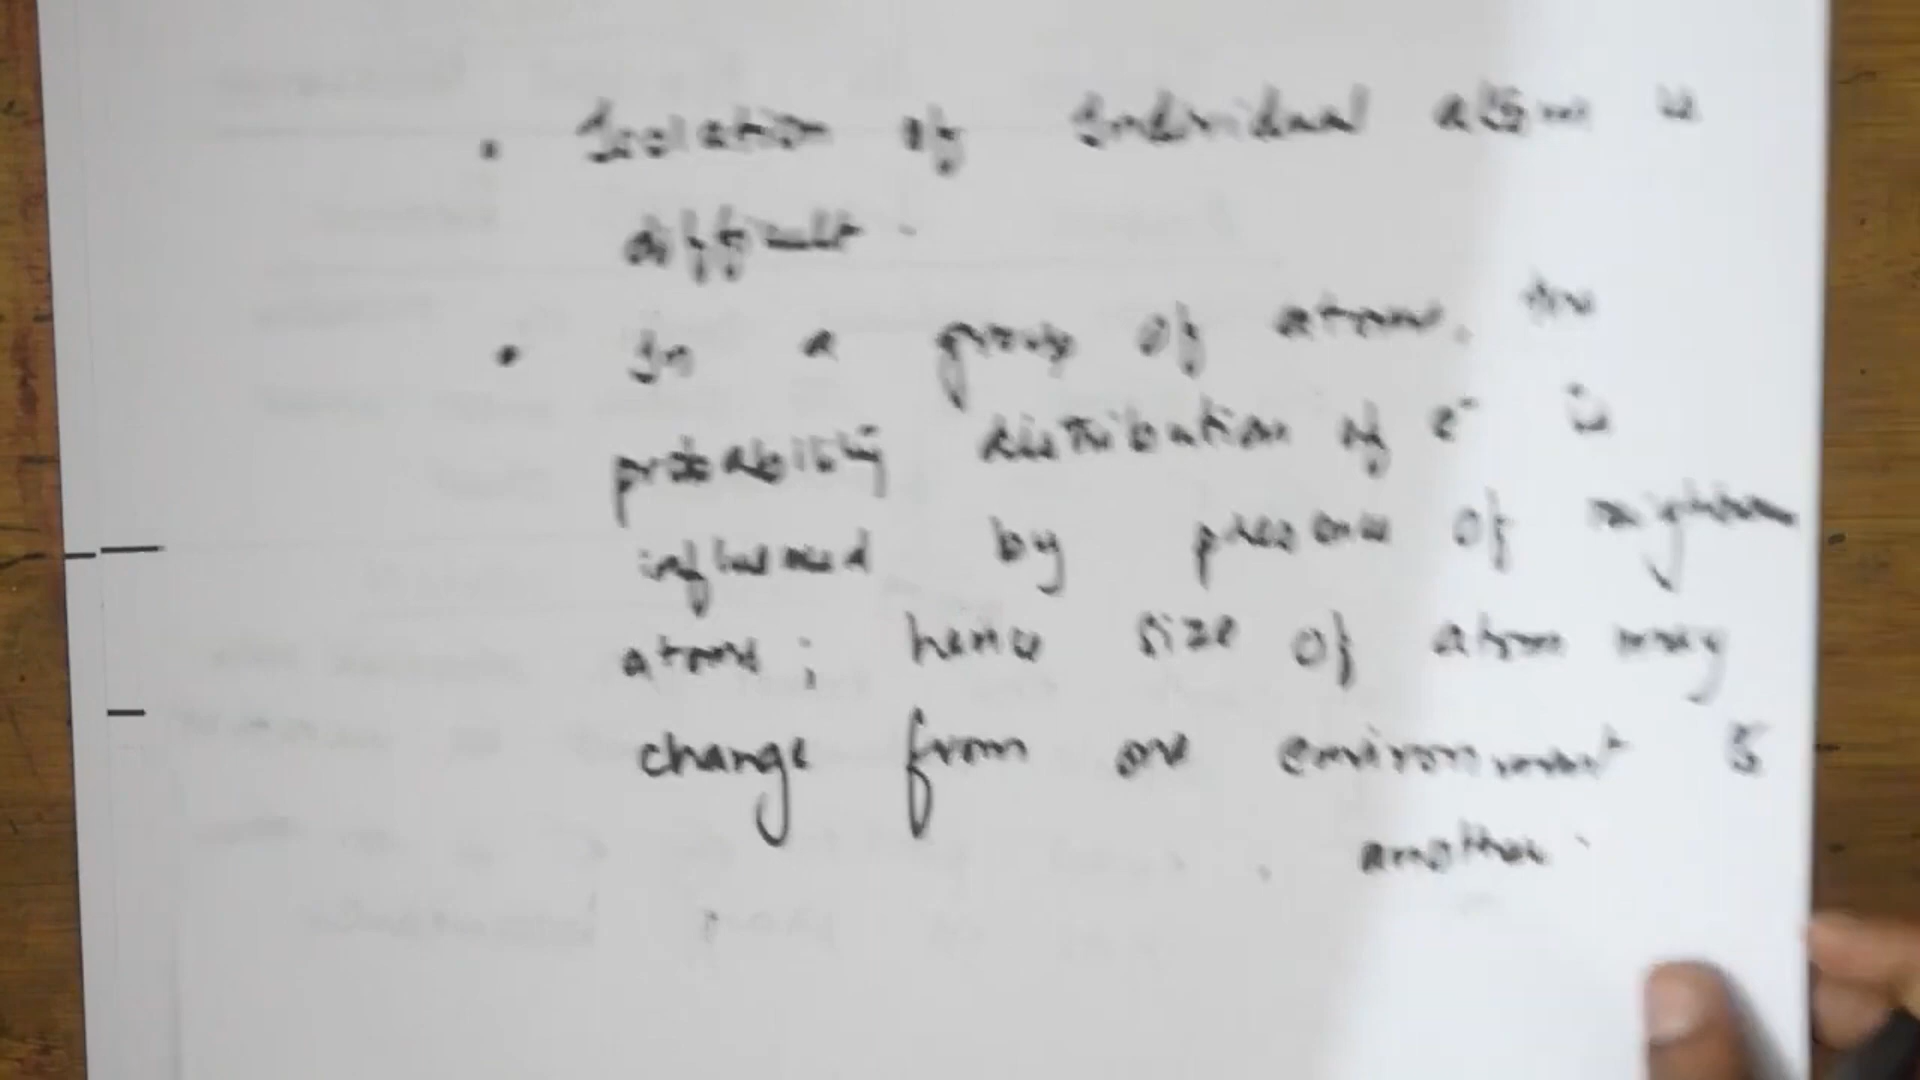 • Isolation of Individual atom is
difficult.
• In a group of atoms, the
probability distribution of e⁻ is
influenced by presence of
atoms; hence size of atom may
change from one environment to
another.